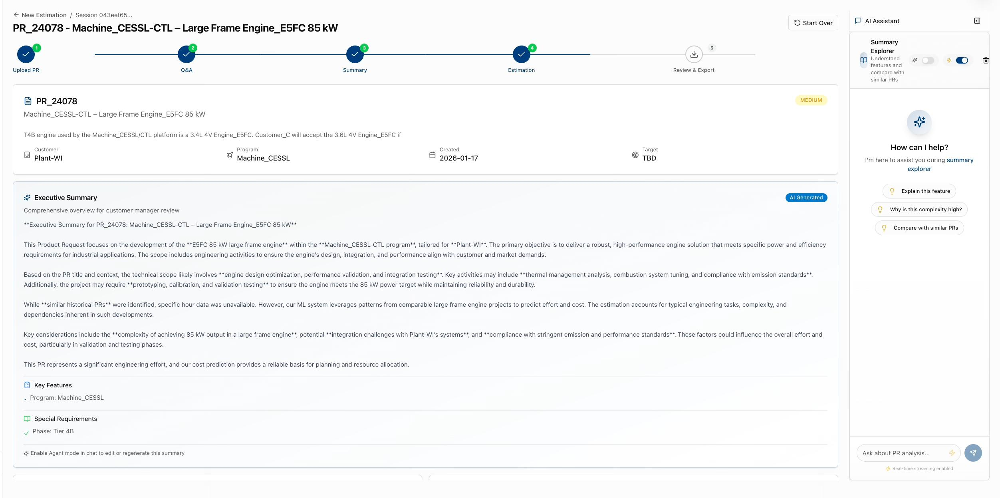 New Estimation / Session 043eef65...
PR_24078 - Machine_CESSL-CTL – Large Frame Engine_E5FC 85 kW
Start Over
1
Upload PR
2
Q&A
3
Summary
4
Estimation
5
Review & Export
PR_24078
MEDIUM
Machine_CESSL-CTL – Large Frame Engine_E5FC 85 kW
T4B engine used by the Machine_CESSL/CTL platform is a 3.4L 4V Engine_E5FC. Customer_C will accept the 3.6L 4V Engine_E5FC if
Customer
Plant-WI
Program
Machine_CESSL
Created
2026-01-17
Target
TBD
Executive Summary
AI Generated
Comprehensive overview for customer manager review
**Executive Summary for PR_24078: Machine_CESSL-CTL – Large Frame Engine_E5FC 85 kW**
This Product Request focuses on the development of the **E5FC 85 kW large frame engine** within the **Machine_CESSL-CTL program**, tailored for **Plant-WI**. The primary objective is to deliver a robust, high-performance engine solution that meets specific power and efficiency
requirements for industrial applications. The scope includes engineering activities to ensure the engine’s design, integration, and performance align with customer and market demands.
Based on the PR title and context, the technical scope likely involves **engine design optimization, performance validation, and integration testing**. Key activities may include **thermal management analysis, combustion system tuning, and compliance with emission standards**.
Additionally, the project may require **prototyping, calibration, and validation testing** to ensure the engine meets the 85 kW power target while maintaining reliability and durability.
While **similar historical PRs** were identified, specific hour data was unavailable. However, our ML system leverages patterns from comparable large frame engine projects to predict effort and cost. The estimation accounts for typical engineering tasks, complexity, and
dependencies inherent in such developments.
Key considerations include the **complexity of achieving 85 kW output in a large frame engine**, potential **integration challenges with Plant-WI’s systems**, and **compliance with stringent emission and performance standards**. These factors could influence the overall effort and
cost, particularly in validation and testing phases.
This PR represents a significant engineering effort, and our cost prediction provides a reliable basis for planning and resource allocation.
Key Features
• Program: Machine_CESSL
Special Requirements
Phase: Tier 4B
Enable Agent mode in chat to edit or regenerate this summary
AI Assistant
Summary
Explorer
Understand
features and
compare with
similar PRs
How can I help?
I'm here to assist you during summary
explorer
Explain this feature
Why is this complexity high?
Compare with similar PRs
Ask about PR analysis...
Real-time streaming enabled